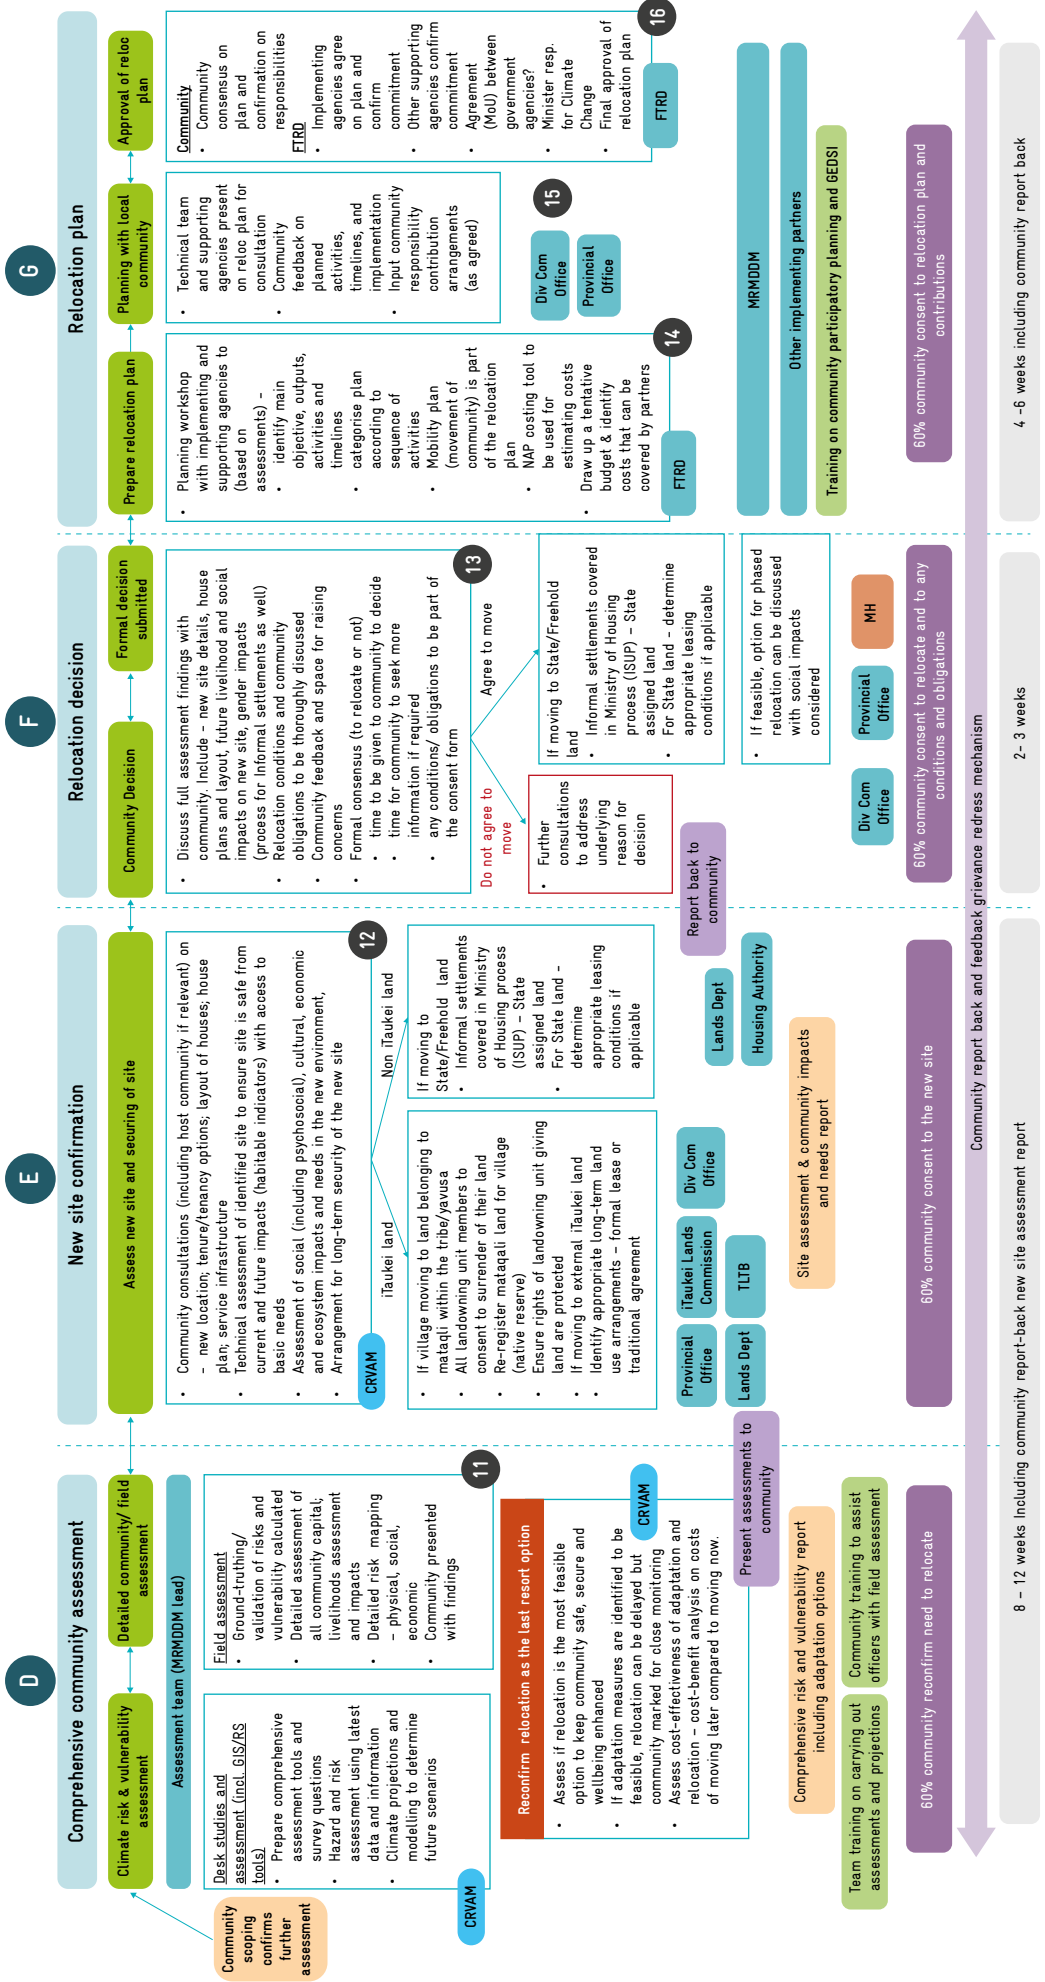 D
E
F
G
Comprehensive community assessment
New site confirmation
Relocation decision
Relocation plan
Climate risk & vulnerability
assessment
Detailed community/ field
assessment
Assess new site and securing of site
Community Decision
Formal decision
submitted
Prepare relocation plan
Planning with local
community
Approval of reloc
plan
Community
scoping
confirms
further
assessment
Assessment team (MRMDDM lead)
Desk studies and
assessment (incl. GIS/RS
tools)
• Prepare comprehensive
assessment tools and
survey questions
• Hazard and risk
assessment using latest
data and information
• Climate projections and
modelling to determine
future scenarios
CRVAM
Field assessment
• Ground-truthing/
validation of risks and
vulnerability calculated
• Detailed assessment of
all community capital;
livelihoods assessment
and impacts
• Detailed risk mapping
– physical, social,
economic
• Community presented
with findings
11
Reconfirm relocation as the last resort option
• Assess if relocation is the most feasible
option to keep community safe, secure and
wellbeing enhanced
• If adaptation measures are identified to be
feasible, relocation can be delayed but
community marked for close monitoring
• Assess cost-effectiveness of adaptation and
relocation – cost-benefit analysis on costs
of moving later compared to moving now.
CRVAM
Present assessments to
community
Comprehensive risk and vulnerability report
including adaptation options
Team training on carrying out
assessments and projections
Community training to assist
officers with field assessment
60% community reconfirm need to relocate
• Community consultations (including host community if relevant) on
– new location; tenure/tenancy options; layout of houses; house
plan; service infrastructure
• Technical assessment of identified site to ensure site is safe from
current and future impacts (habitable indicators) with access to
basic needs
• Assessment of social (including psychosocial), cultural, economic
and ecosystem impacts and needs in the new environment,
• Arrangement for long-term security of the new site
CRVAM
12
iTaukei land
Non iTaukei land
• If village moving to land belonging to
mataqli within the tribe/yavusa
• All landowning unit members to
consent to surrender of their land
• Re-register mataqali land for village
(native reserve)
• Ensure rights of landowning unit giving
land are protected
• If moving to external iTaukei land
• Identify appropriate long-term land
use arrangements – formal lease or
traditional agreement
If moving to
State/Freehold land
• Informal settlements
covered in Ministry
of Housing process
(ISUP) – State
assigned land
• For State land –
determine
appropriate leasing
conditions if
applicable
Provincial
Office
iTaukei Lands
Commission
Div Com
Office
Lands Dept
TLTB
Lands Dept
Housing Authority
Report back to
community
Site assessment & community impacts
and needs report
60% community consent to the new site
• Discuss full assessment findings with
community. Include - new site details, house
plans and layout, future livelihood and social
impacts on new site, gender impacts
(process for Informal settlements as well)
• Relocation conditions and community
obligations to be thoroughly discussed
• Community feedback and space for raising
concerns
• Formal consensus (to relocate or not)
• time to be given to community to decide
• time for community to seek more
information if required
• any conditions/ obligations to be part of
the consent form
13
Do not agree to
move
Agree to move
• Further
consultations
to address
underlying
reason for
decision
If moving to State/Freehold
land
• Informal settlements covered
in Ministry of Housing
process (ISUP) – State
assigned land
• For State land – determine
appropriate leasing
conditions if applicable
• If feasible, option for phased
relocation can be discussed
with social impacts
considered
Div Com
Office
Provincial
Office
MH
60% community consent to relocate and to any
conditions and obligations
• Planning workshop
with implementing and
supporting agencies to
(based on
assessments) –
• identify main
objective, outputs,
activities and
timelines
• categorise plan
according to
sequence of
activities
• Mobility plan
(movement of
community) is part
of the relocation
plan
• NAP costing tool to
be used for
estimating costs
• Draw up a tentative
budget & identify
costs that can be
covered by partners
FTRD
14
• Technical team
and supporting
agencies present
on reloc plan for
consultation
• Community
feedback on
planned
activities,
timelines, and
implementation
• Input community
responsibility
contribution
arrangements
(as agreed)
Div Com
Office
Provincial
Office
15
Community
• Community
consensus on
plan and
confirmation on
responsibilities
FTRD
• Implementing
agencies agree
on plan and
confirm
commitment
• Other supporting
agencies confirm
commitment
• Agreement
(MoU) between
government
agencies?
• Minister resp.
for Climate
Change
• Final approval of
relocation plan
FTRD
16
MRMDDM
Other implementing partners
Training on community participatory planning and GEDSI
60% community consent to relocation plan and
contributions
Community report back and feedback grievance redress mechanism
8 – 12 weeks Including community report-back new site assessment report
2– 3 weeks
4 –6 weeks including community report back